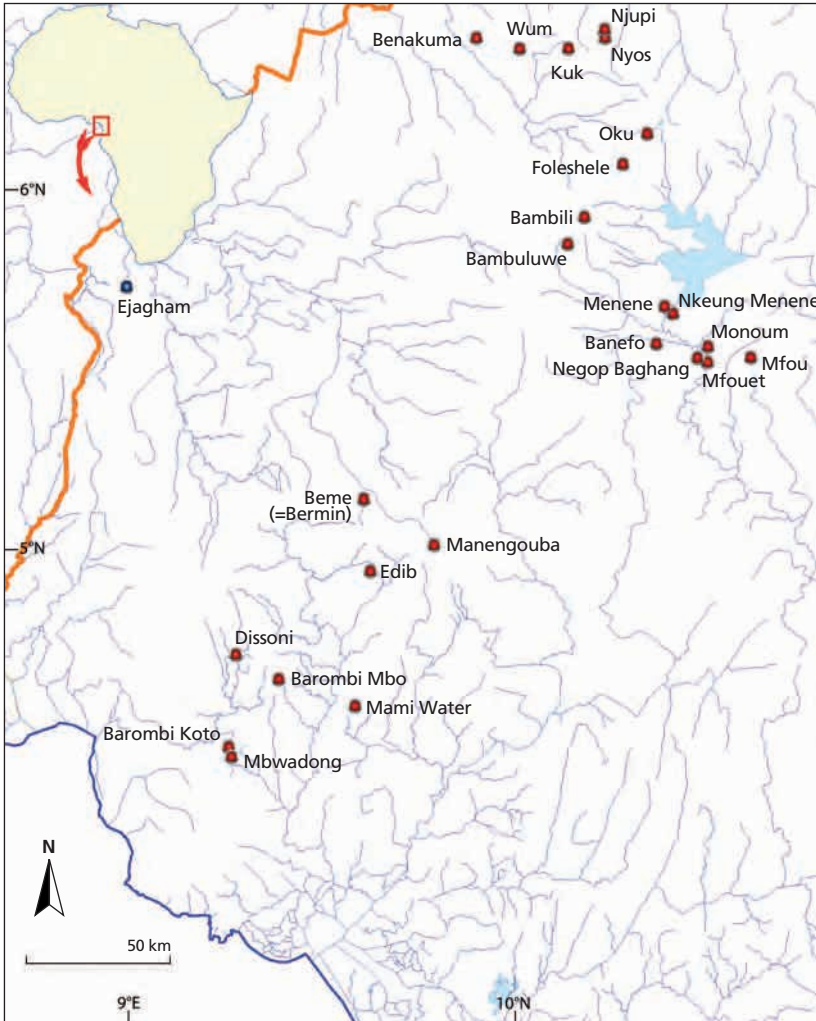 Njupi
Wum
Benakuma
Nyos
Kuk
Oku
Foleshele
6°N
Bambili
Bambuluwe
Ejagham
Menene
Nkeung Menene
Monoum
Banefo
Negop Baghang
Mfou
Mfouet
Beme
(=Bermin)
5°N
Manengouba
Edib
Dissoni
Barombi Mbo
Mami Water
Barombi Koto
Mbwadong
N
50 km
9°E
10°N